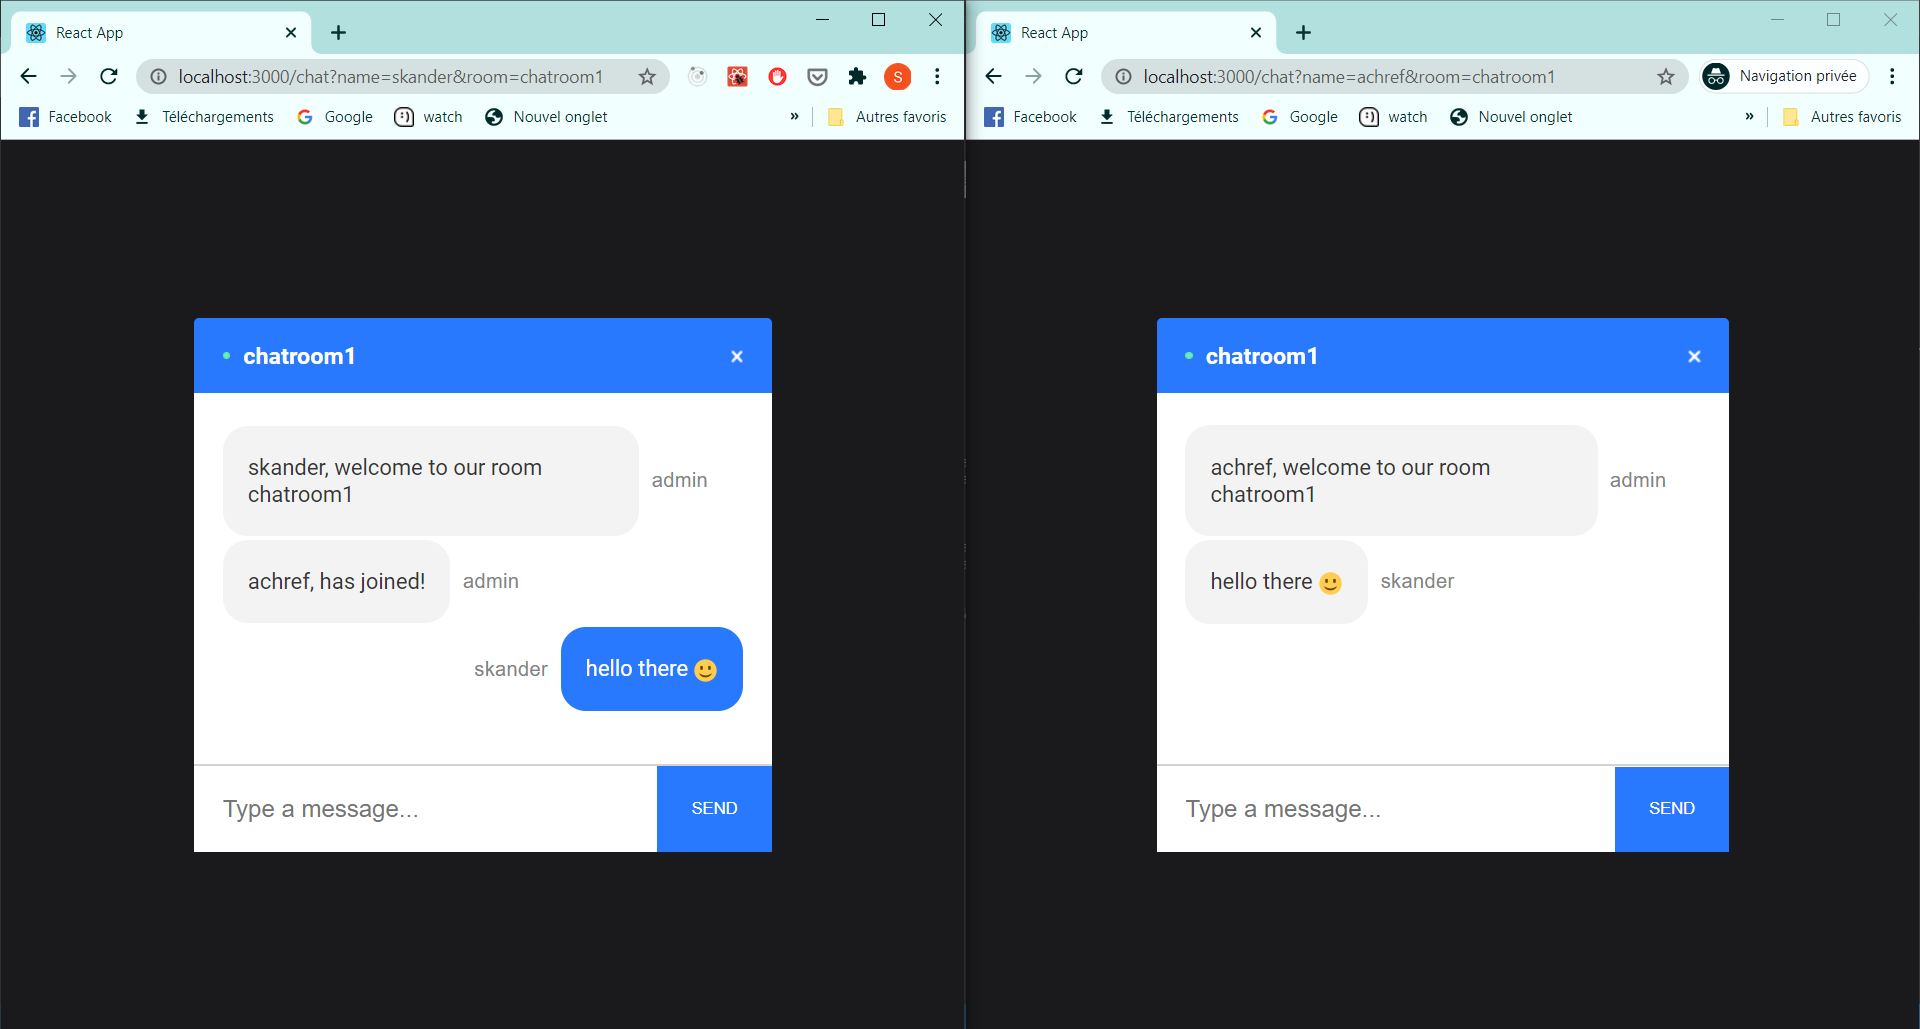 React App
localhost:3000/chat?name=skander&room=chatroom1
S
Facebook
Téléchargements
Google
watch
Nouvel onglet
»
Autres favoris
chatroom1
skander, welcome to our room
chatroom1
admin
achref, has joined!
admin
skander
hello there 🙂
Type a message...
SEND
React App
localhost:3000/chat?name=achref&room=chatroom1
Navigation privée
Facebook
Téléchargements
Google
watch
Nouvel onglet
»
Autres favoris
chatroom1
achref, welcome to our room
chatroom1
admin
hello there 🙂
skander
Type a message...
SEND